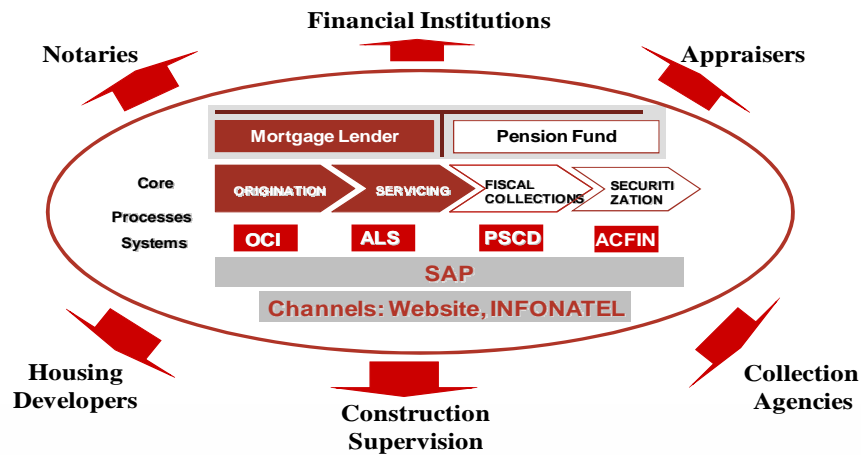 Financial Institutions
Notaries
Appraisers
Mortgage Lender
Pension Fund
Core
Processes
ORIGINATION
SERVICING
FISCAL
COLLECTIONS
SECURITI
ZATION
Systems
OCI
ALS
PSCD
ACFIN
SAP
Channels: Website, INFONATEL
Housing
Developers
Construction
Supervision
Collection
Agencies